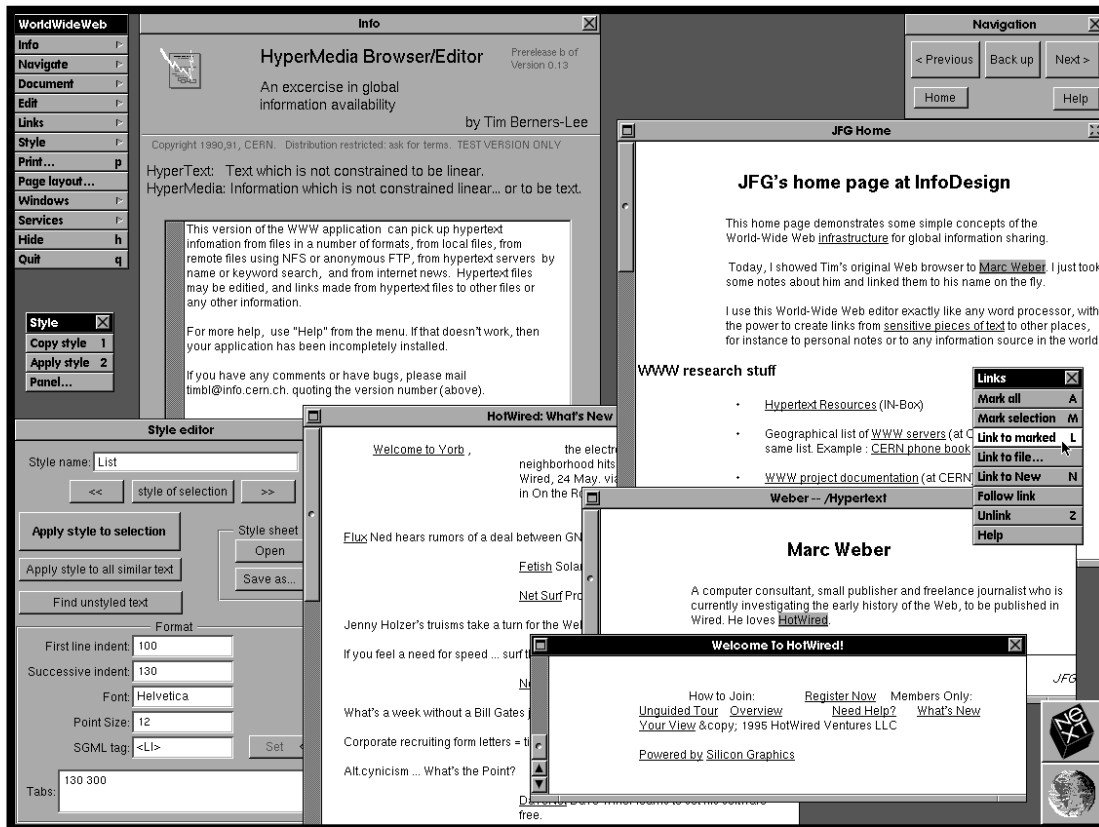 WorldWideWeb
Info
Navigate
Document
Edit
Links
Style
Print... p
Page layout...
Windows
Services
Hide h
Quit q
Style
Copy style 1
Apply style 2
Panel...
Info
HyperMedia Browser/Editor
Prerelease b of
Version 0.13
An excercise in global
information availability
by Tim Berners-Lee
Copyright 1990,91, CERN. Distribution restricted: ask for terms. TEST VERSION ONLY
HyperText: Text which is not constrained to be linear.
HyperMedia: Information which is not constrained linear... or to be text.
This version of the WWW application can pick up hypertext
infomation from files in a number of formats, from local files, from
remote files using NFS or anonymous FTP, from hypertext servers by
name or keyword search, and from internet news. Hypertext files
may be editied, and links made from hypertext files to other files or
any other information.
For more help, use "Help" from the menu. If that doesn't work, then
your application has been incompletely installed.
If you have any comments or have bugs, please mail
timbl@info.cern.ch. quoting the version number (above).
Navigation
< Previous Back up Next >
Home Help
JFG Home
JFG's home page at InfoDesign
This home page demonstrates some simple concepts of the
World-Wide Web infrastructure for global information sharing.
Today, I showed Tim's original Web browser to Marc Weber. I just took
some notes about him and linked them to his name on the fly.
I use this World-Wide Web editor exactly like any word processor, with
the power to create links from sensitive pieces of text to other places,
for instance to personal notes or to any information source in the world
WWW research stuff
• Hypertext Resources (IN-Box)
• Geographical list of WWW servers (at C
same list. Example : CERN phone book
• WWW project documentation (at CERN
Links
Mark all A
Mark selection M
Link to marked L
Link to file...
Link to New N
Follow link
Unlink Z
Help
Style editor
Style name: List
<< style of selection >>
Apply style to selection
Apply style to all similar text
Find unstyled text
Style sheet
Open
Save as...
Format
First line indent: 100
Successive indent: 130
Font: Helvetica
Point Size: 12
SGML tag: <LI>
Set
Tabs: 130 300
HotWired: What's New
Welcome to Yorb , the electro
neighborhood hits
Wired, 24 May. via
in On the Ro
Flux Ned hears rumors of a deal between GN
Fetish Solar
Net Surf Pro
Jenny Holzer's truisms take a turn for the Wel
If you feel a need for speed ... surf th
What's a week without a Bill Gates j
Corporate recruiting form letters = ti
Alt.cynicism ... What's the Point?
free.
Weber -- /Hypertext
Marc Weber
A computer consultant, small publisher and freelance journalist who is
currently investigating the early history of the Web, to be published in
Wired. He loves HotWired.
JFG
Welcome To HotWired!
How to Join: Register Now Members Only:
Unguided Tour Overview Need Help? What's New
Your View &copy; 1995 HotWired Ventures LLC
Powered by Silicon Graphics
NeXT